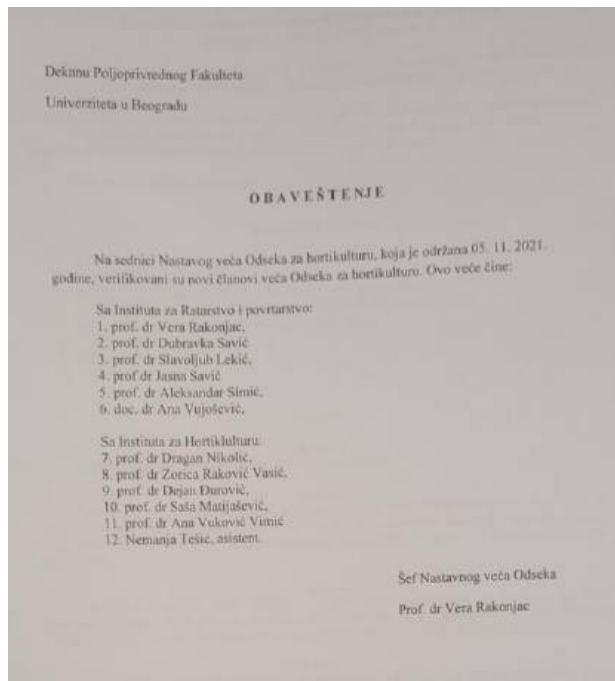 Dekanu Poljoprivrednog Fakulteta
Univerziteta u Beogradu
OBAVEŠTENJE
Na sednici Nastavog veća Odseka za hortikulturu, koja je održana 05. 11. 2021.
godine, verifikovani su novi članovi veća Odseka za hortikulturu. Ovo veće čine:
Sa Instituta za Ratarstvo i povrtarstvo:
1. prof. dr Vera Rakonjac,
2. prof. dr Dubravka Savić
3. prof. dr Slavoljub Lekić,
4. prof dr Jasna Savić
5. prof. dr Aleksandar Simić,
6. doc. dr Ana Vujošević,
Sa Instituta za Hortiklulturu:
7. prof. dr Dragan Nikolić,
8. prof. dr Zorica Raković Vasić,
9. prof. dr Dejan Đurović,
10. prof. dr Saša Matijašević,
11. prof. dr Ana Vuković Vimić
12. Nemanja Tešić, asistent.
Šef Nastavnog veća Odseka
Prof. dr Vera Rakonjac